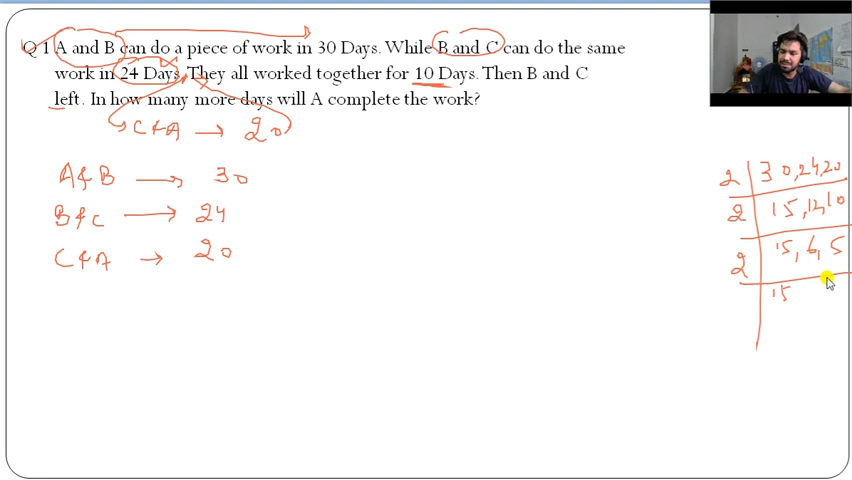 Q 1 A and B can do a piece of work in 30 Days. While B and C can do the same
work in 24 Days. They all worked together for 10 Days. Then B and C
left. In how many more days will A complete the work?
C & A → 20
A & B → 30
B & C → 24
C & A → 20
2 | 30, 24, 20
2 | 15, 12, 10
2 | 15, 6, 5
15